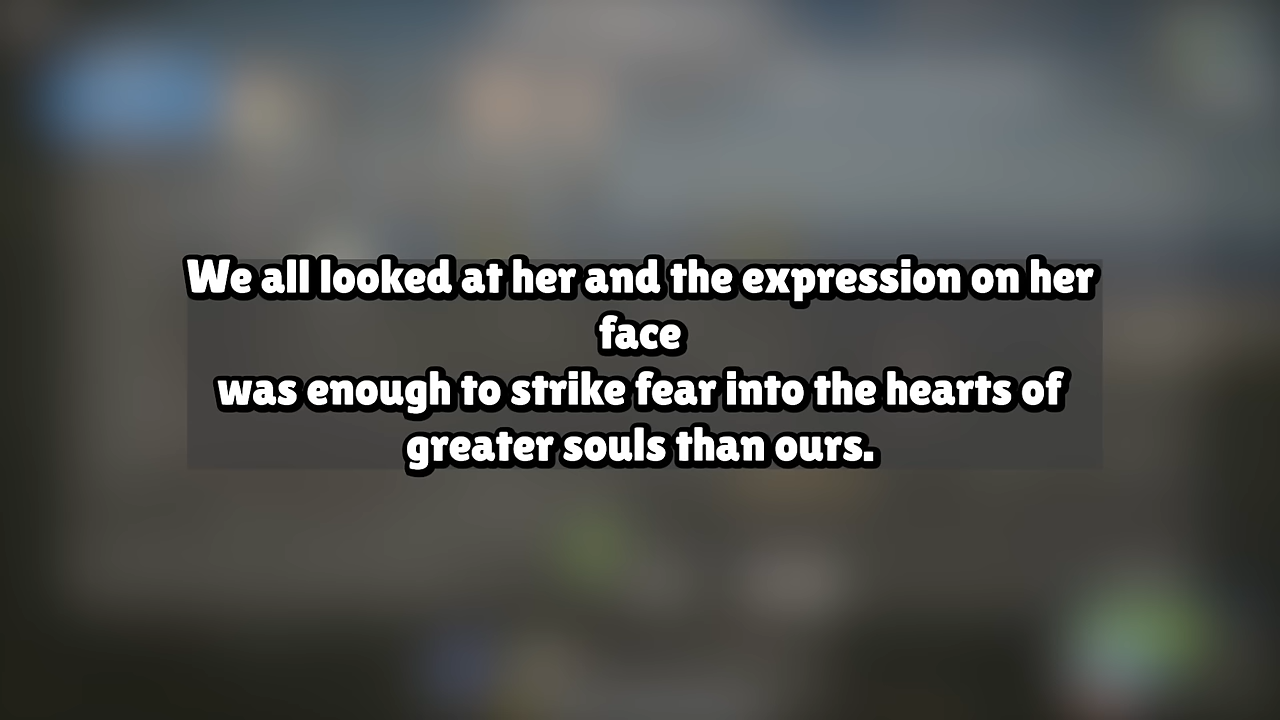 We all looked at her and the expression on her
face
was enough to strike fear into the hearts of
greater souls than ours.